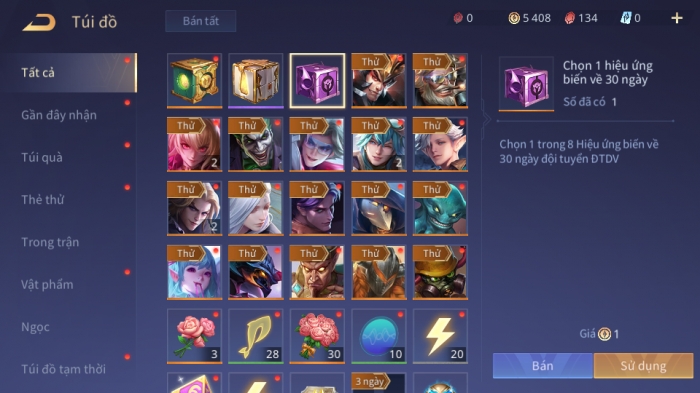 Túi đồ
Bán tất
0
5 408
134
0
+
Tất cả
Gần đây nhận
Túi quà
Thẻ thử
Trong trận
Vật phẩm
Ngọc
Túi đồ tạm thời
Thử
Thử
Thử
2
Thử
Thử
Thử
2
Thử
2
Thử
2
Thử
Thử
Thử
Thử
Thử
Thử
Thử
Thử
Thử
3
28
30
10
20
3 ngày
Chọn 1 hiệu ứng
biến về 30 ngày
Số đã có 1
Chọn 1 trong 8 Hiệu ứng biến về
30 ngày đội tuyển ĐTDV
Giá 1
Bán
Sử dụng